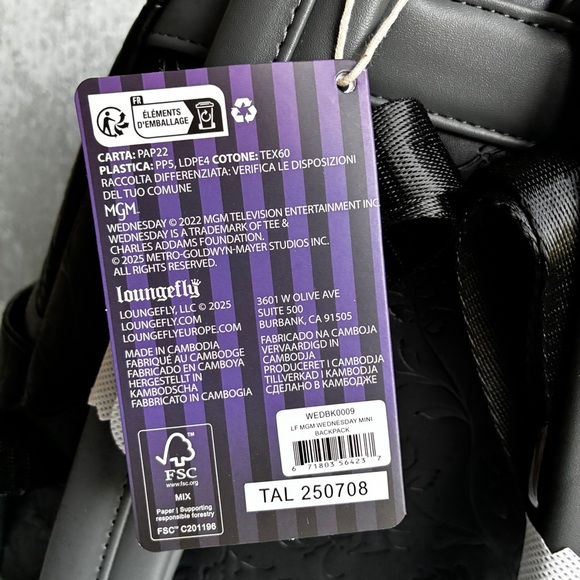 FR
ÉLÉMENTS
D'EMBALLAGE
CARTA: PAP22
PLASTICA: PP5, LDPE4 COTONE: TEX60
RACCOLTA DIFFERENZIATA: VERIFICA LE DISPOSIZIONI
DEL TUO COMUNE
MGM
WEDNESDAY © 2022 MGM TELEVISION ENTERTAINMENT INC
WEDNESDAY IS A TRADEMARK OF TEE &
CHARLES ADDAMS FOUNDATION.
© 2025 METRO-GOLDWYN-MAYER STUDIOS INC.
ALL RIGHTS RESERVED.
loungefly
LOUNGEFLY, LLC © 2025
LOUNGEFLY.COM
LOUNGEFLYEUROPE.COM
MADE IN CAMBODIA
FABRIQUÉ AU CAMBODGE
FABRICADO EN CAMBOYA
HERGESTELLT IN
KAMBODSCHA
FABBRICATO IN CAMBOGIA
3601 W OLIVE AVE
SUITE 500
BURBANK, CA 91505
FABRICADO NA CAMBOJA
VERVAARDIGD IN
CAMBODJA
PRODUCERET I CAMBODJA
TILLVERKAD I KAMBODJA
СДЕЛАНО В КАМБОДЖЕ
FSC
www.fsc.org
MIX
Paper | Supporting
responsible forestry
FSC™ C201196
WEDBK0009
LF MGM WEDNESDAY MINI
BACKPACK
6 71803 56423 7
TAL 250708